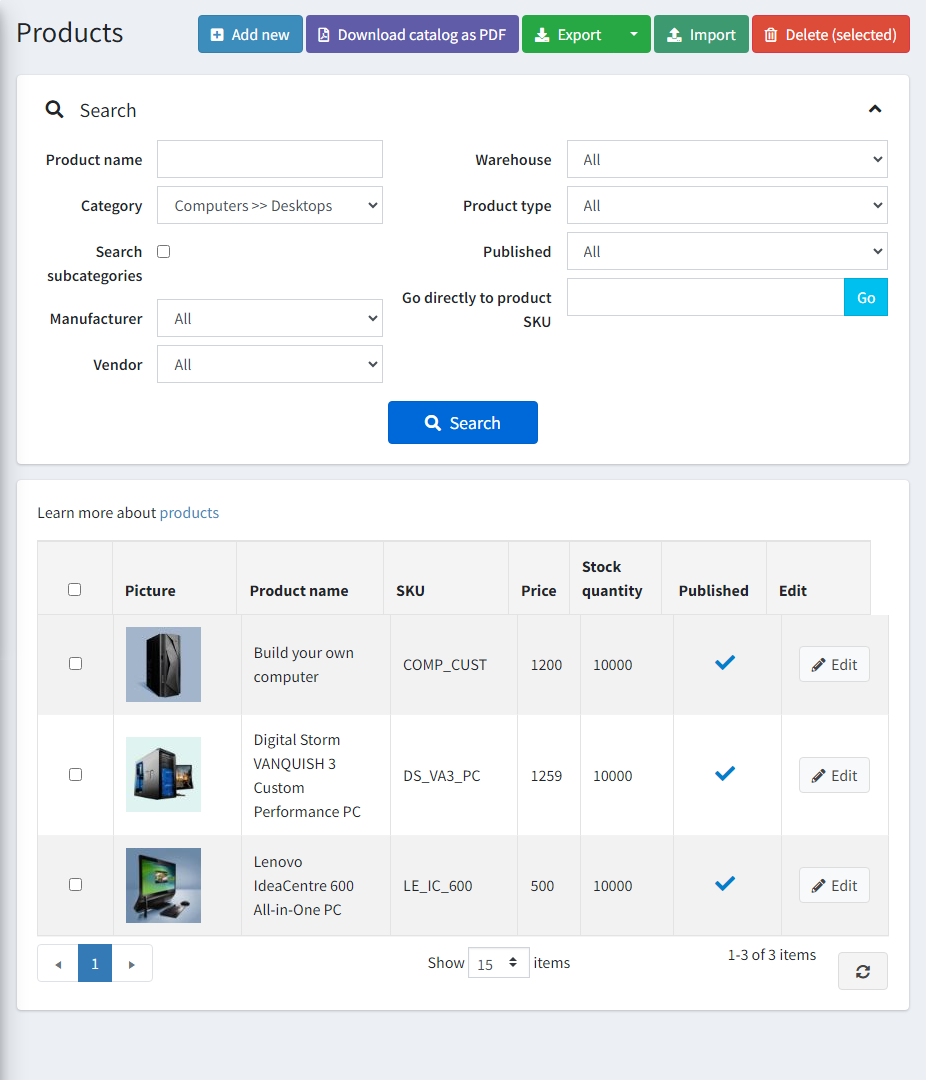 Products
Add new
Download catalog as PDF
Export
Import
Delete (selected)
Search
Product name
Category
Computers >> Desktops
Search
subcategories
Manufacturer
All
Vendor
All
Warehouse
All
Product type
All
Published
All
Go directly to product
SKU
Go
Search
Learn more about products
Picture
Product name
SKU
Price
Stock
quantity
Published
Edit
Build your own
computer
COMP_CUST
1200
10000
Edit
Digital Storm
VANQUISH 3
Custom
Performance PC
DS_VA3_PC
1259
10000
Edit
Lenovo
IdeaCentre 600
All-in-One PC
LE_IC_600
500
10000
Edit
1
Show 15 items
1-3 of 3 items